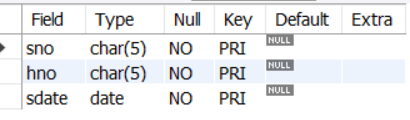 Field Type Null Key Default Extra
sno char(5) NO PRI NULL
hno char(5) NO PRI NULL
sdate date NO PRI NULL